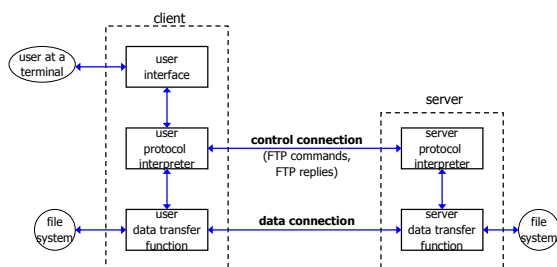 client
user at a
terminal
user
interface
server
user
protocol
interpreter
control connection
(FTP commands,
FTP replies)
server
protocol
interpreter
file
system
user
data transfer
function
data connection
server
data transfer
function
file
system